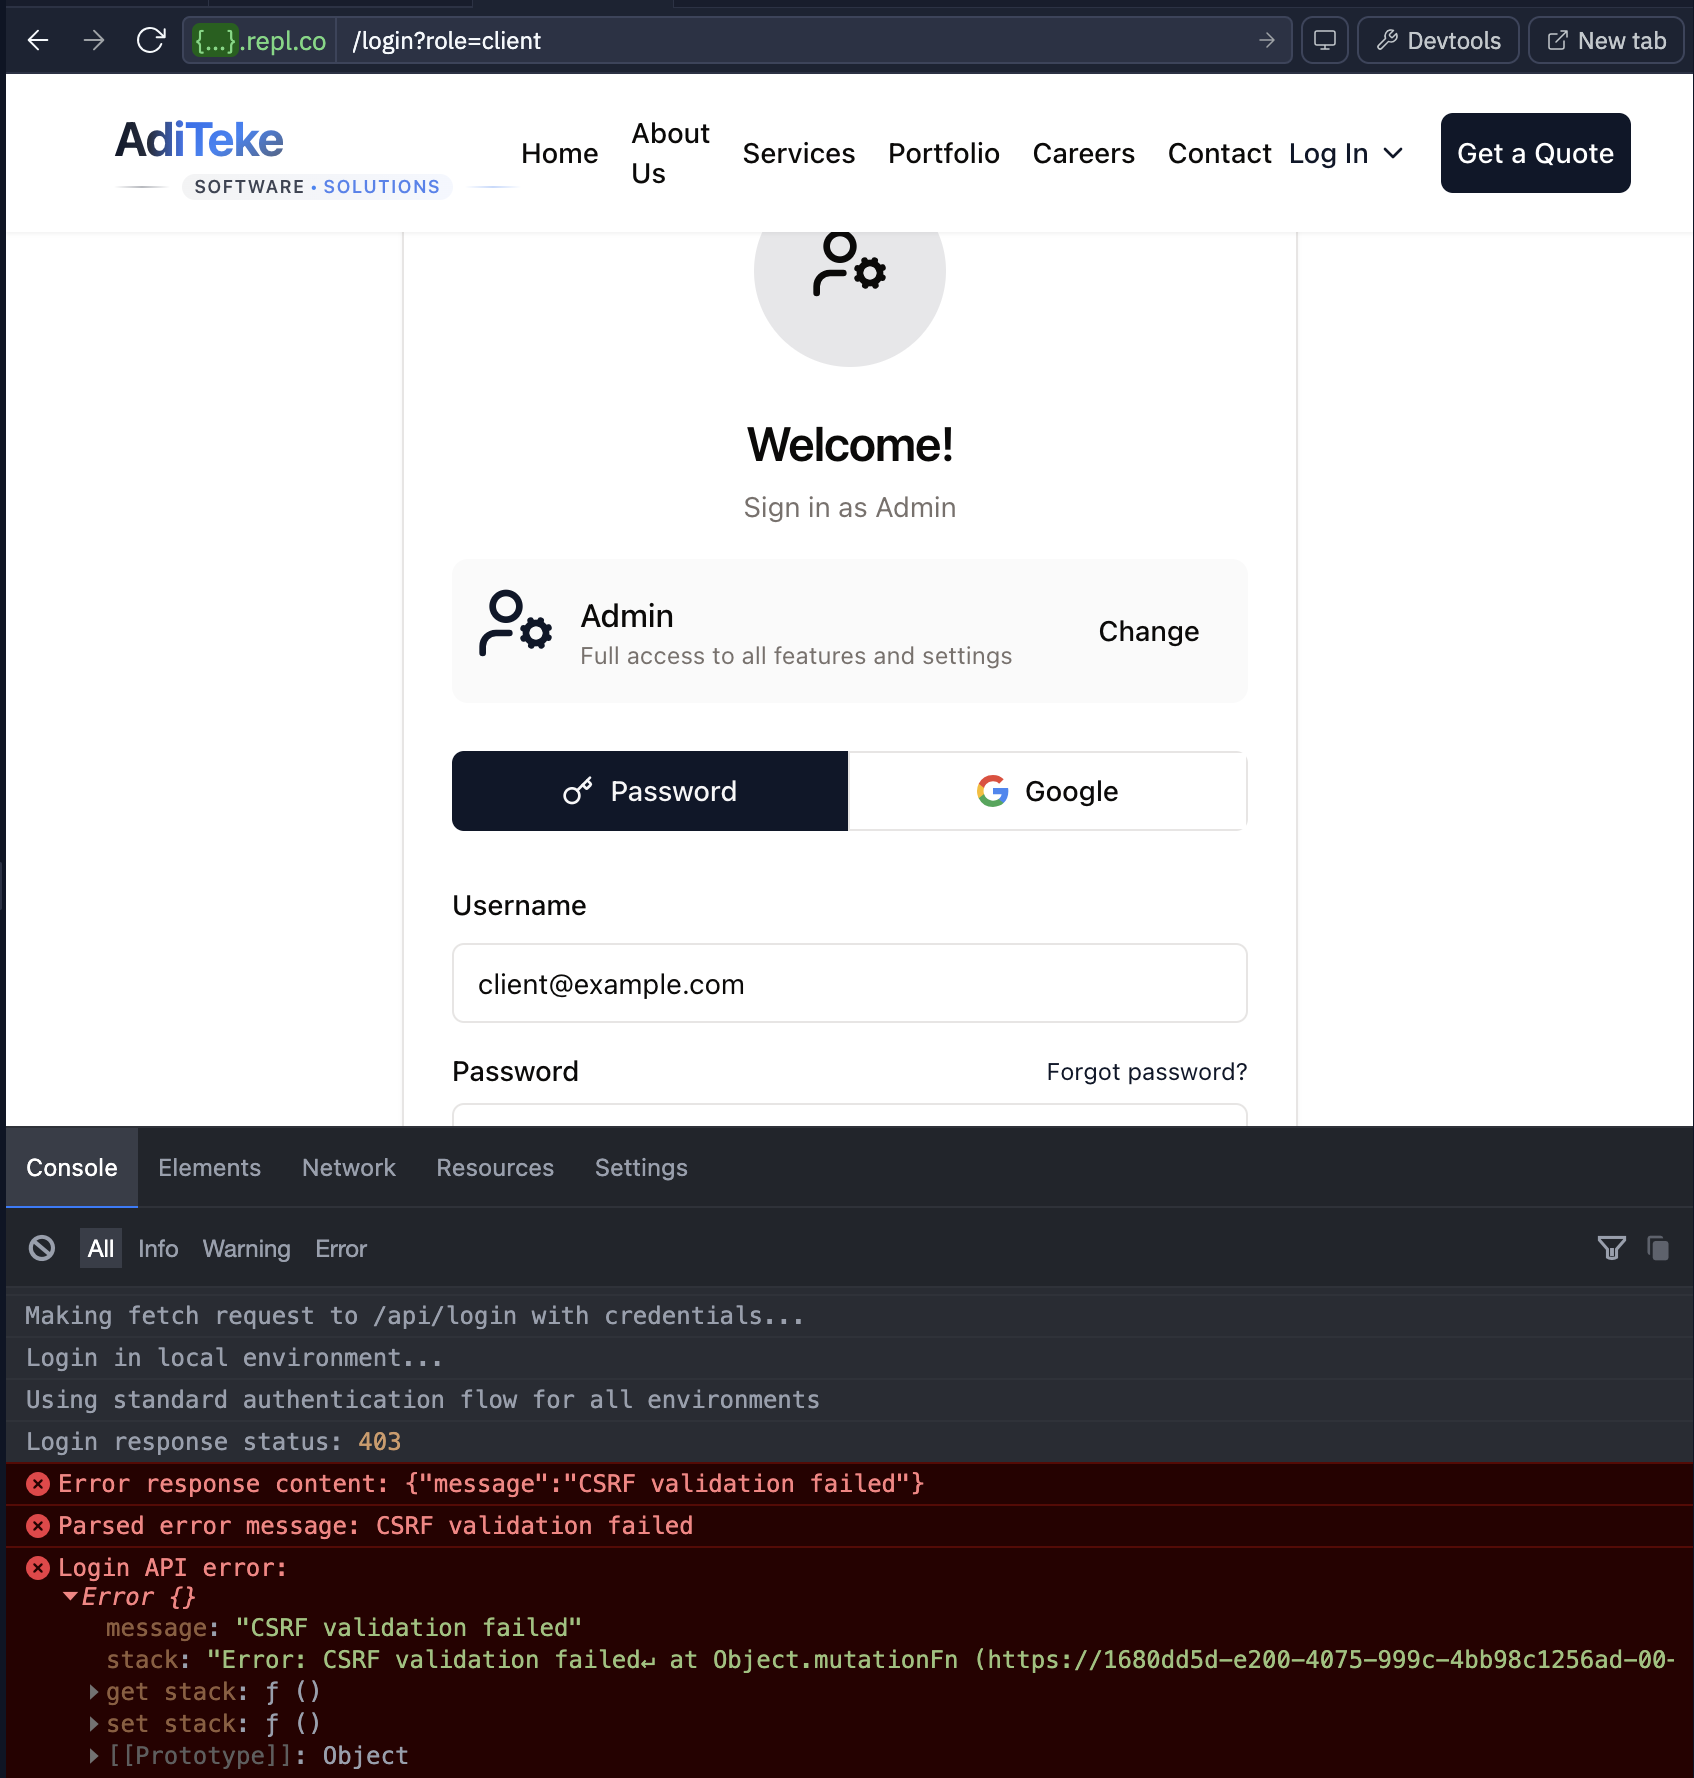 {...}.repl.co /login?role=client Devtools New tab
AdiTeke
SOFTWARE • SOLUTIONS
Home About Us Services Portfolio Careers Contact Log In Get a Quote
Welcome!
Sign in as Admin
Admin
Full access to all features and settings
Change
Password Google
Username
client@example.com
Password Forgot password?
Console Elements Network Resources Settings
All Info Warning Error
Making fetch request to /api/login with credentials...
Login in local environment...
Using standard authentication flow for all environments
Login response status: 403
Error response content: {"message":"CSRF validation failed"}
Parsed error message: CSRF validation failed
Login API error:
Error {}
message: "CSRF validation failed"
stack: "Error: CSRF validation failed↵ at Object.mutationFn (https://1680dd5d-e200-4075-999c-4bb98c1256ad-00-
get stack: ƒ ()
set stack: ƒ ()
[[Prototype]]: Object